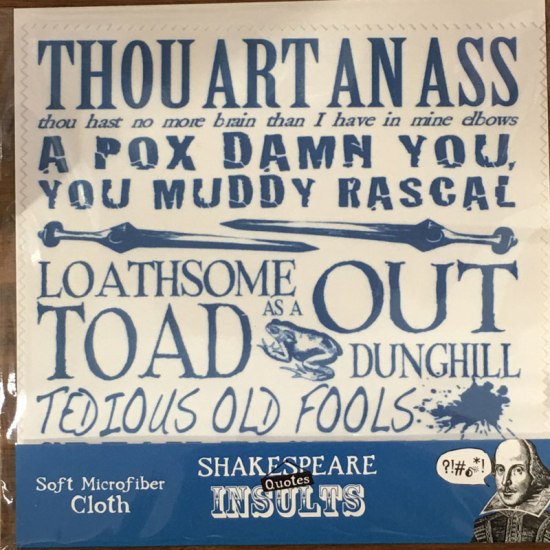 THOU ART AN ASS
thou hast no more brain than I have in mine elbows
A POX DAMN YOU,
YOU MUDDY RASCAL
LOATHSOME
AS A
TOAD
OUT
DUNGHILL
TEDIOUS OLD FOOLS
Soft Microfiber
Cloth
SHAKESPEARE
Quotes
INSULTS
?!#*!